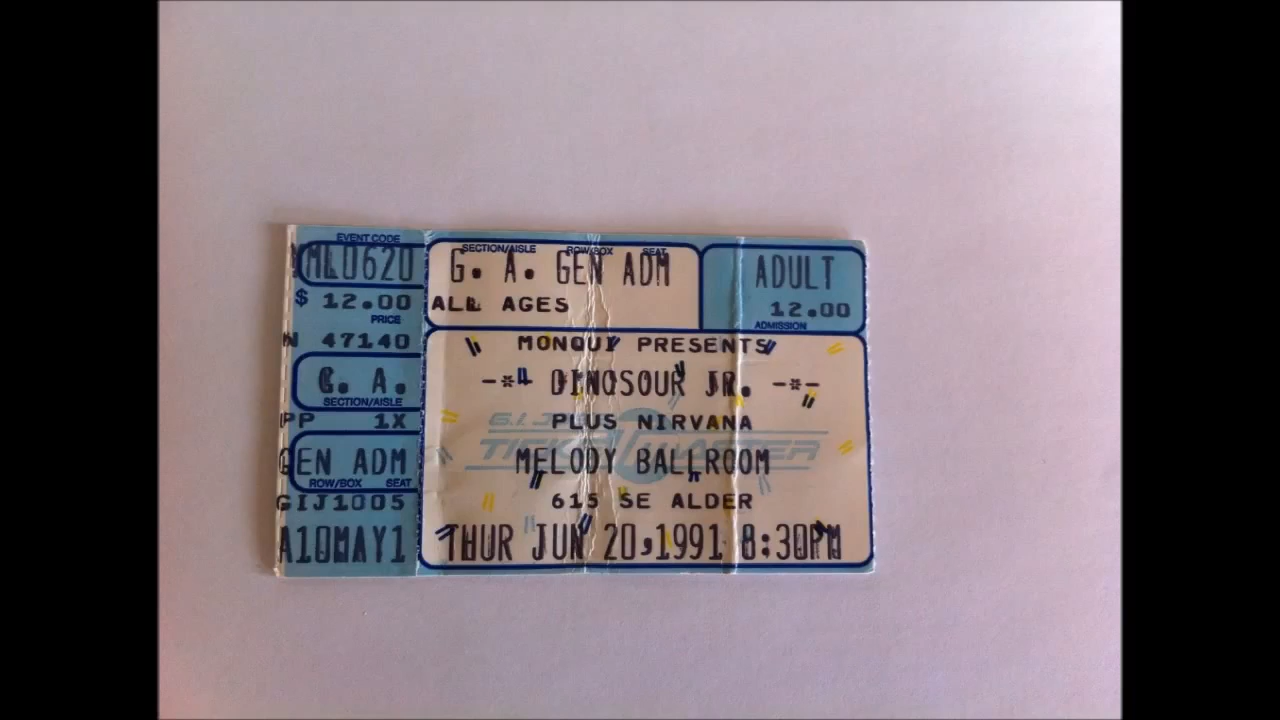 EVENT CODE
ML0620
$ 12.00
PRICE
N 47140
G. A.
SECTION/AISLE
PP 1X
GEN ADM
ROW/BOX SEAT
GIJ1005
A10MAY1
SECTION/AISLE ROW/BOX SEAT
G. A. GEN ADM
ALL AGES
ADULT
12.00
ADMISSION
MONQUI PRESENTS
-*- DINOSOUR JR. -*-
PLUS NIRVANA
G.I. JOE'S
TICKETMASTER
MELODY BALLROOM
615 SE ALDER
THUR JUN 20,1991 8:30PM